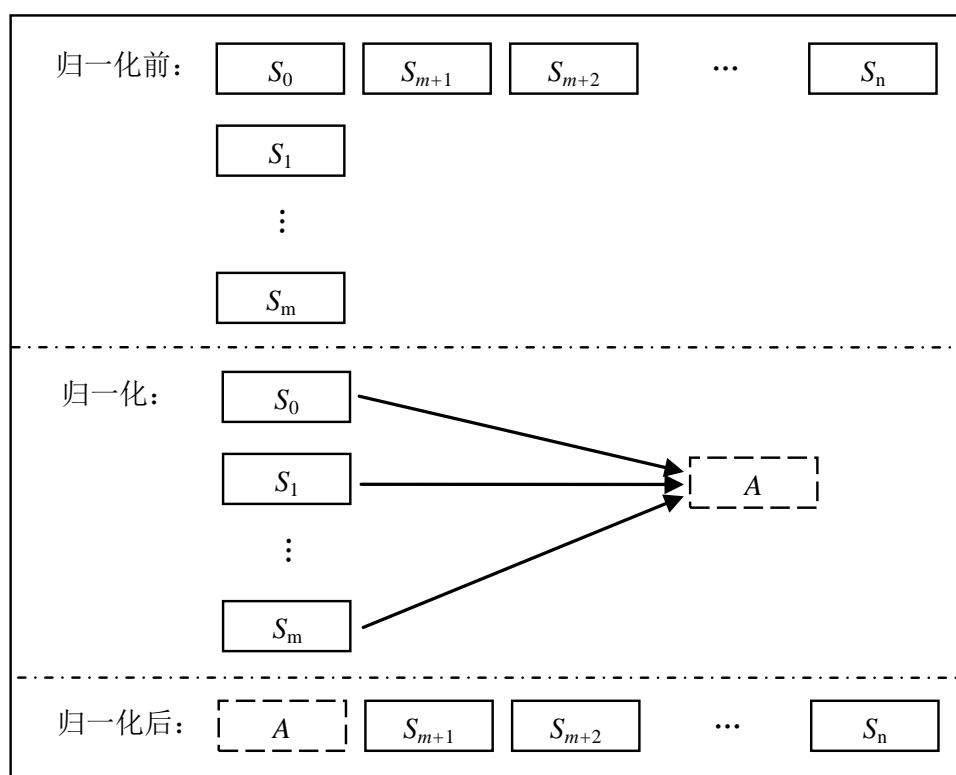 归一化前： S₀ Sₘ₊₁ Sₘ₊₂ … Sₙ
S₁
⋮
Sₘ
归一化： S₀
S₁ A
⋮
Sₘ
归一化后： A Sₘ₊₁ Sₘ₊₂ … Sₙ